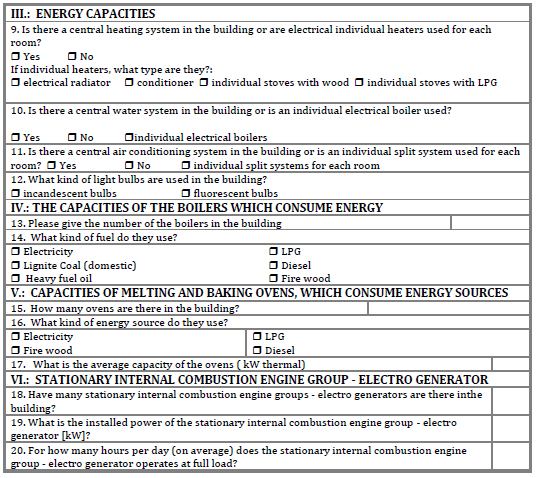 III.: ENERGY CAPACITIES
9. Is there a central heating system in the building or are electrical individual heaters used for each
room?
❒ Yes ❒ No
If individual heaters, what type are they?:
❒ electrical radiator ❒ conditioner ❒ individual stoves with wood ❒ individual stoves with LPG
10. Is there a central water system in the building or is an individual electrical boiler used?
❒ Yes ❒ No ❒individual electrical boilers
11. Is there a central air conditioning system in the building or is an individual split system used for each
room? ❒ Yes ❒ No ❒ individual split systems for each room
12. What kind of light bulbs are used in the building?
❒ incandescent bulbs ❒ fluorescent bulbs
IV.: THE CAPACITIES OF THE BOILERS WHICH CONSUME ENERGY
13. Please give the number of the boilers in the building
14. What kind of fuel do they use?
❒ Electricity ❒ LPG
❒ Lignite Coal (domestic) ❒ Diesel
❒ Heavy fuel oil ❒ Fire wood
V.: CAPACITIES OF MELTING AND BAKING OVENS, WHICH CONSUME ENERGY SOURCES
15. How many ovens are there in the building?
16. What kind of energy source do they use?
❒ Electricity ❒ LPG
❒ Fire wood ❒ Diesel
17. What is the average capacity of the ovens ( kW thermal)
VI.: STATIONARY INTERNAL COMBUSTION ENGINE GROUP - ELECTRO GENERATOR
18. Have many stationary internal combustion engine groups - electro generators are there inthe
building?
19. What is the installed power of the stationary internal combustion engine group - electro
generator [kW]?
20. For how many hours per day (on average) does the stationary internal combustion engine
group - electro generator operates at full load?